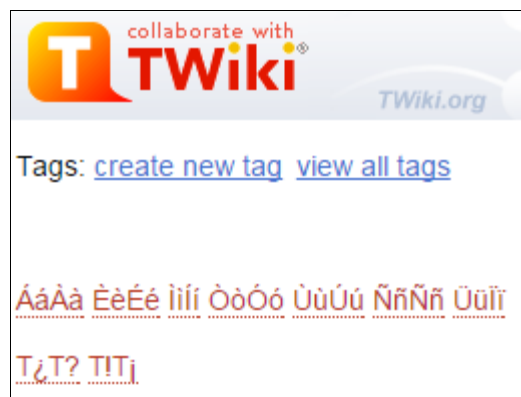 T
collaborate with
TWiki®
TWiki.org
Tags: create new tag view all tags
ÁáÀà ÈèÉé ÌìÍí ÒòÓó ÙùÚú ÑñÑñ ÜüÏï
T¿T? T!T¡